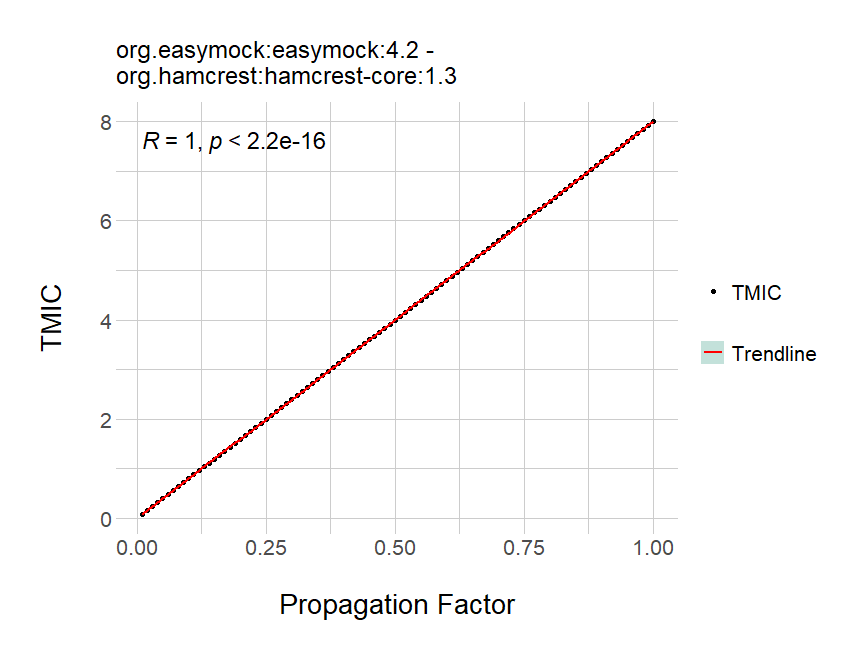 org.easymock:easymock:4.2 -
org.hamcrest:hamcrest-core:1.3
R = 1, p < 2.2e-16
8
6
4
2
0
TMIC
0.00 0.25 0.50 0.75 1.00
Propagation Factor
TMIC
Trendline